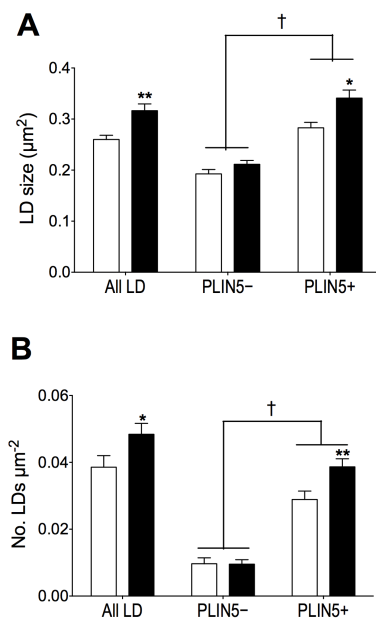 A
†
LD size (µm²)
0.4
0.3
0.2
0.1
0.0
**
*
All LD
PLIN5−
PLIN5+
B
†
No. LDs µm⁻²
0.06
0.04
0.02
0.00
*
**
All LD
PLIN5−
PLIN5+